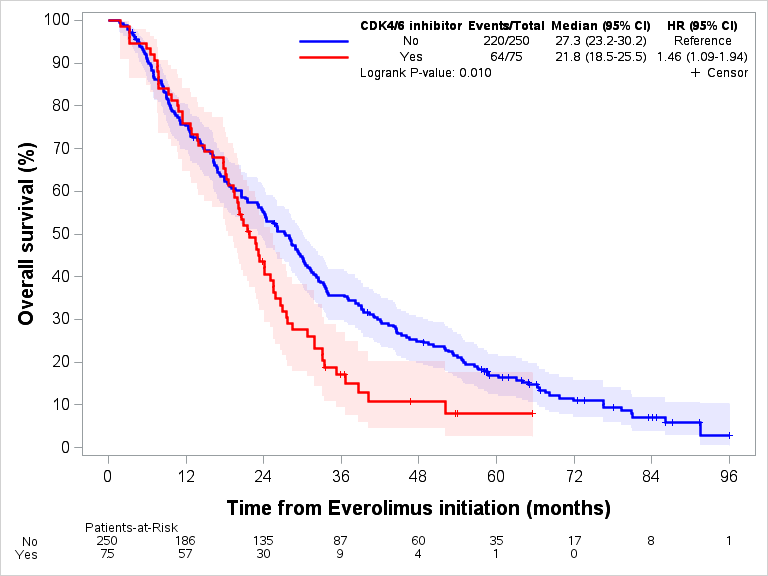 CDK4/6 inhibitor Events/Total Median (95% CI) HR (95% CI)
No 220/250 27.3 (23.2-30.2) Reference
Yes 64/75 21.8 (18.5-25.5) 1.46 (1.09-1.94)
Logrank P-value: 0.010 + Censor
Overall survival (%)
100
90
80
70
60
50
40
30
20
10
0
0 12 24 36 48 60 72 84 96
Time from Everolimus initiation (months)
Patients-at-Risk
No 250 186 135 87 60 35 17 8 1
Yes 75 57 30 9 4 1 0